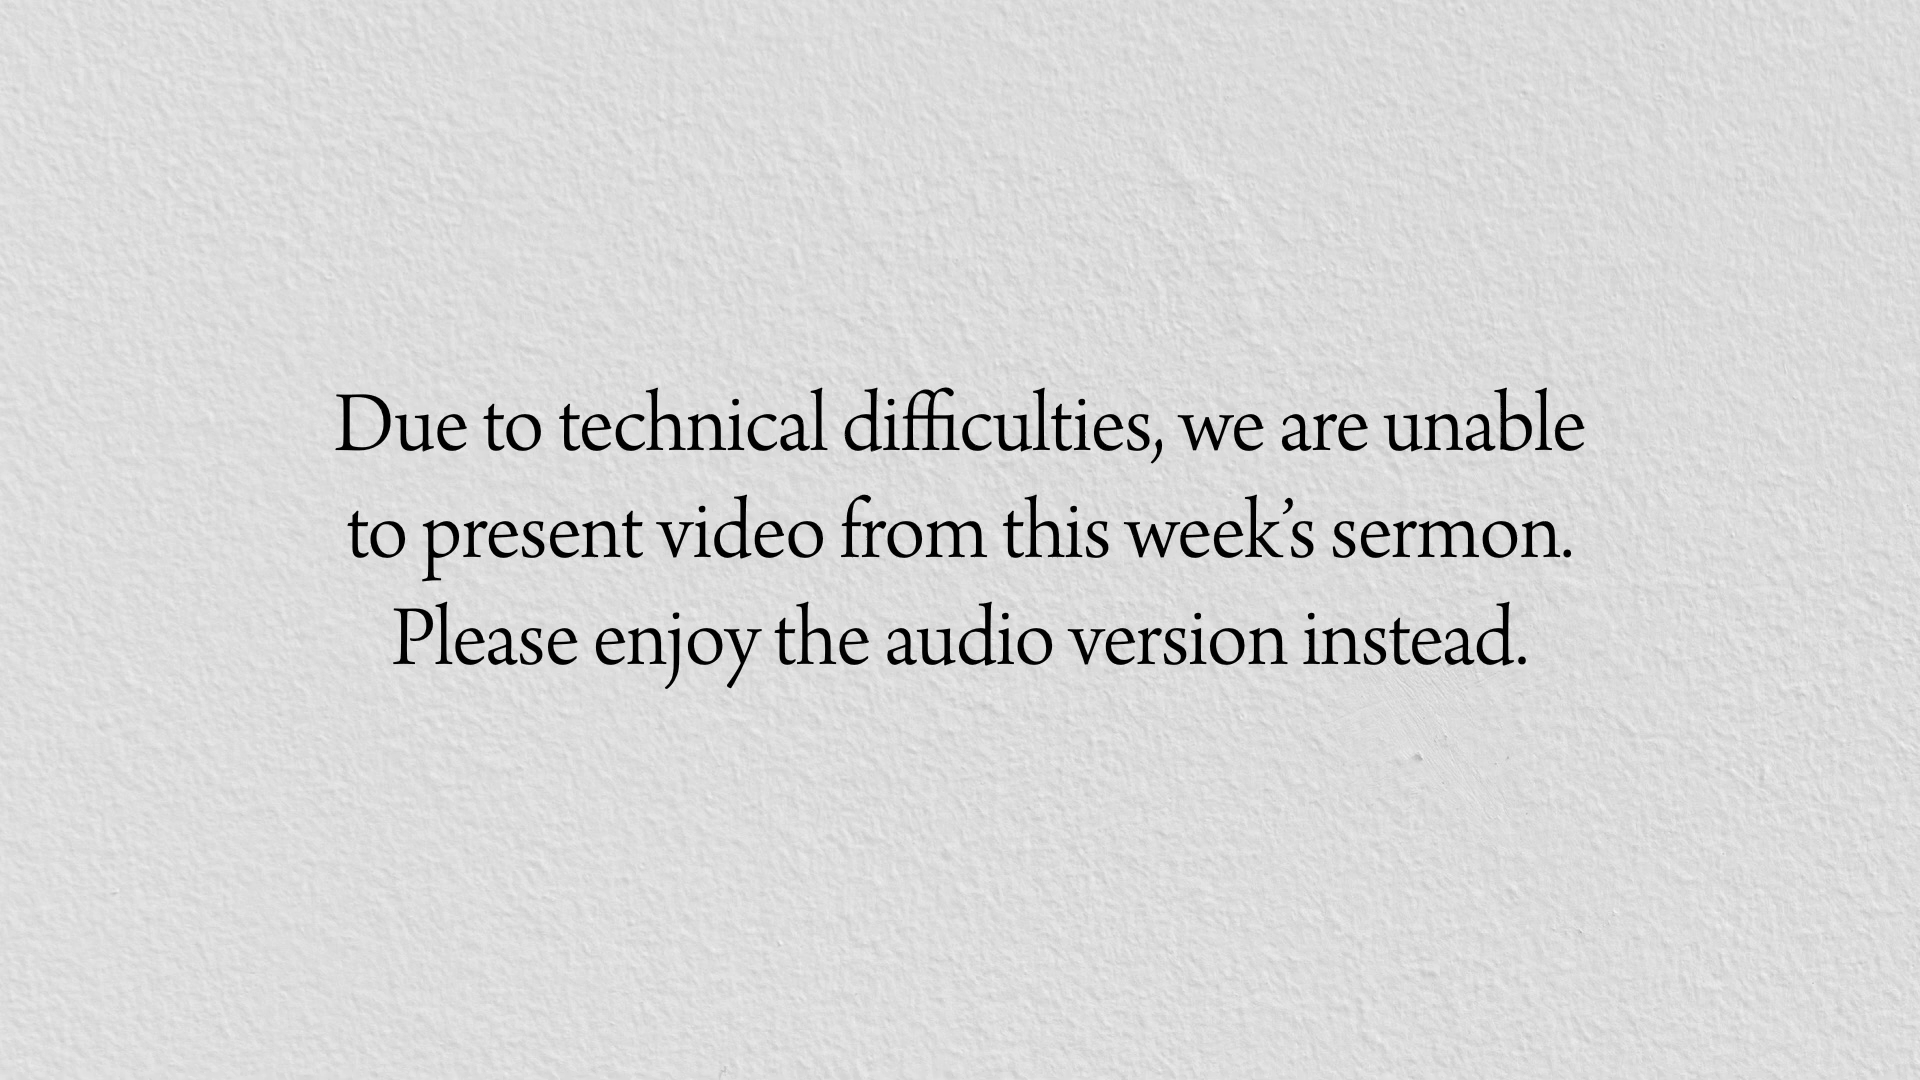 Due to technical difficulties, we are unable
to present video from this week’s sermon.
Please enjoy the audio version instead.